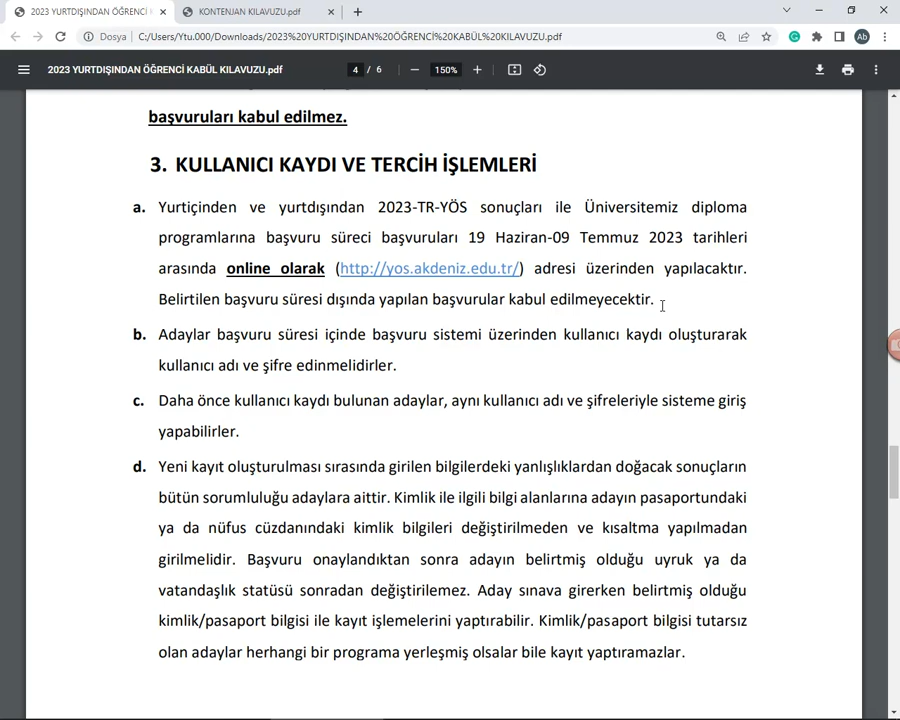 2023 YURTDIŞINDAN ÖĞRENCİ
KONTENJAN KILAVUZU.pdf
Dosya
C:/Users/Ytu.000/Downloads/2023%20YURTDIŞINDAN%20ÖĞRENCİ%20KABÜL%20KILAVUZU.pdf
Ab
2023 YURTDIŞINDAN ÖĞRENCİ KABÜL KILAVUZU.pdf
4 / 6
150%
başvuruları kabul edilmez.
3. KULLANICI KAYDI VE TERCİH İŞLEMLERİ
a. Yurtiçinden ve yurtdışından 2023-TR-YÖS sonuçları ile Üniversitemiz diploma
programlarına başvuru süreci başvuruları 19 Haziran-09 Temmuz 2023 tarihleri
arasında online olarak (http://yos.akdeniz.edu.tr/) adresi üzerinden yapılacaktır.
Belirtilen başvuru süresi dışında yapılan başvurular kabul edilmeyecektir.
b. Adaylar başvuru süresi içinde başvuru sistemi üzerinden kullanıcı kaydı oluşturarak
kullanıcı adı ve şifre edinmelidirler.
c. Daha önce kullanıcı kaydı bulunan adaylar, aynı kullanıcı adı ve şifreleriyle sisteme giriş
yapabilirler.
d. Yeni kayıt oluşturulması sırasında girilen bilgilerdeki yanlışlıklardan doğacak sonuçların
bütün sorumluluğu adaylara aittir. Kimlik ile ilgili bilgi alanlarına adayın pasaportundaki
ya da nüfus cüzdanındaki kimlik bilgileri değiştirilmeden ve kısaltma yapılmadan
girilmelidir. Başvuru onaylandıktan sonra adayın belirtmiş olduğu uyruk ya da
vatandaşlık statüsü sonradan değiştirilemez. Aday sınava girerken belirtmiş olduğu
kimlik/pasaport bilgisi ile kayıt işlemelerini yaptırabilir. Kimlik/pasaport bilgisi tutarsız
olan adaylar herhangi bir programa yerleşmiş olsalar bile kayıt yaptıramazlar.